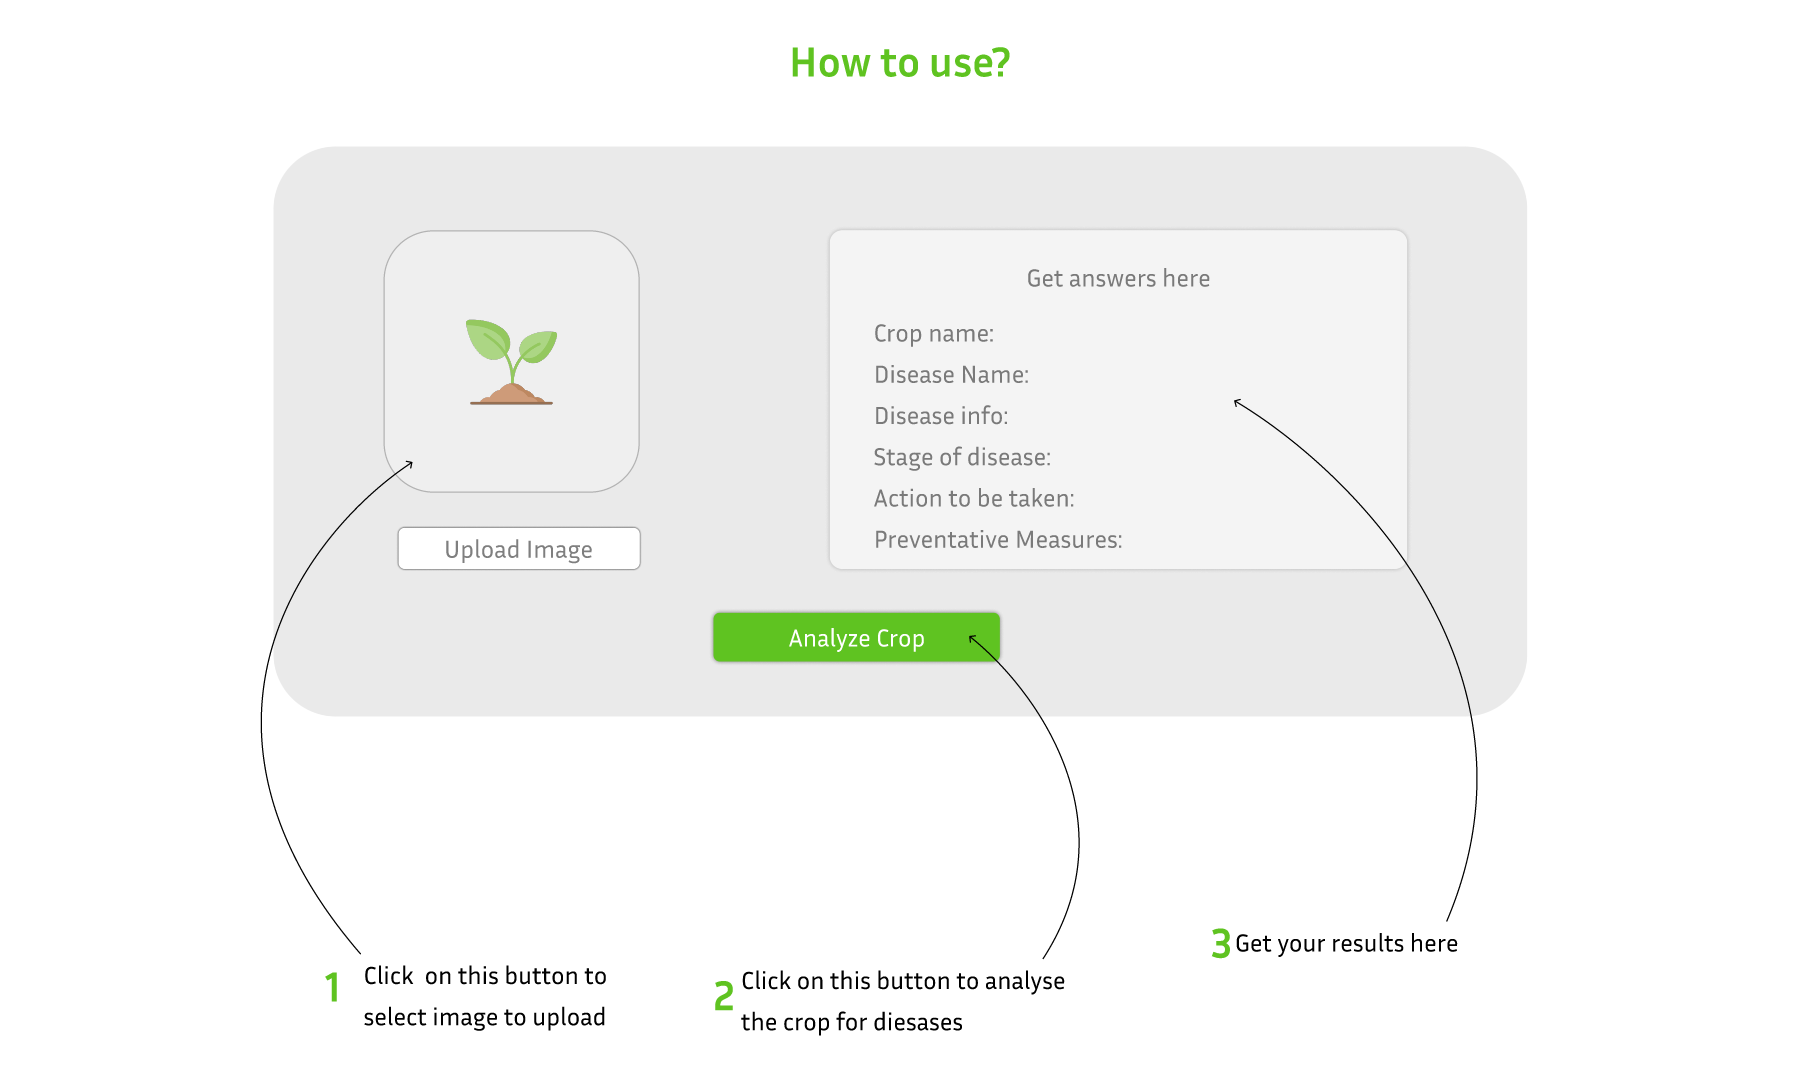 How to use?
Get answers here
Crop name:
Disease Name:
Disease info:
Stage of disease:
Action to be taken:
Preventative Measures:
Upload Image
Analyze Crop
1 Click  on this button to
select image to upload
2 Click on this button to analyse
the crop for diesases
3 Get your results here